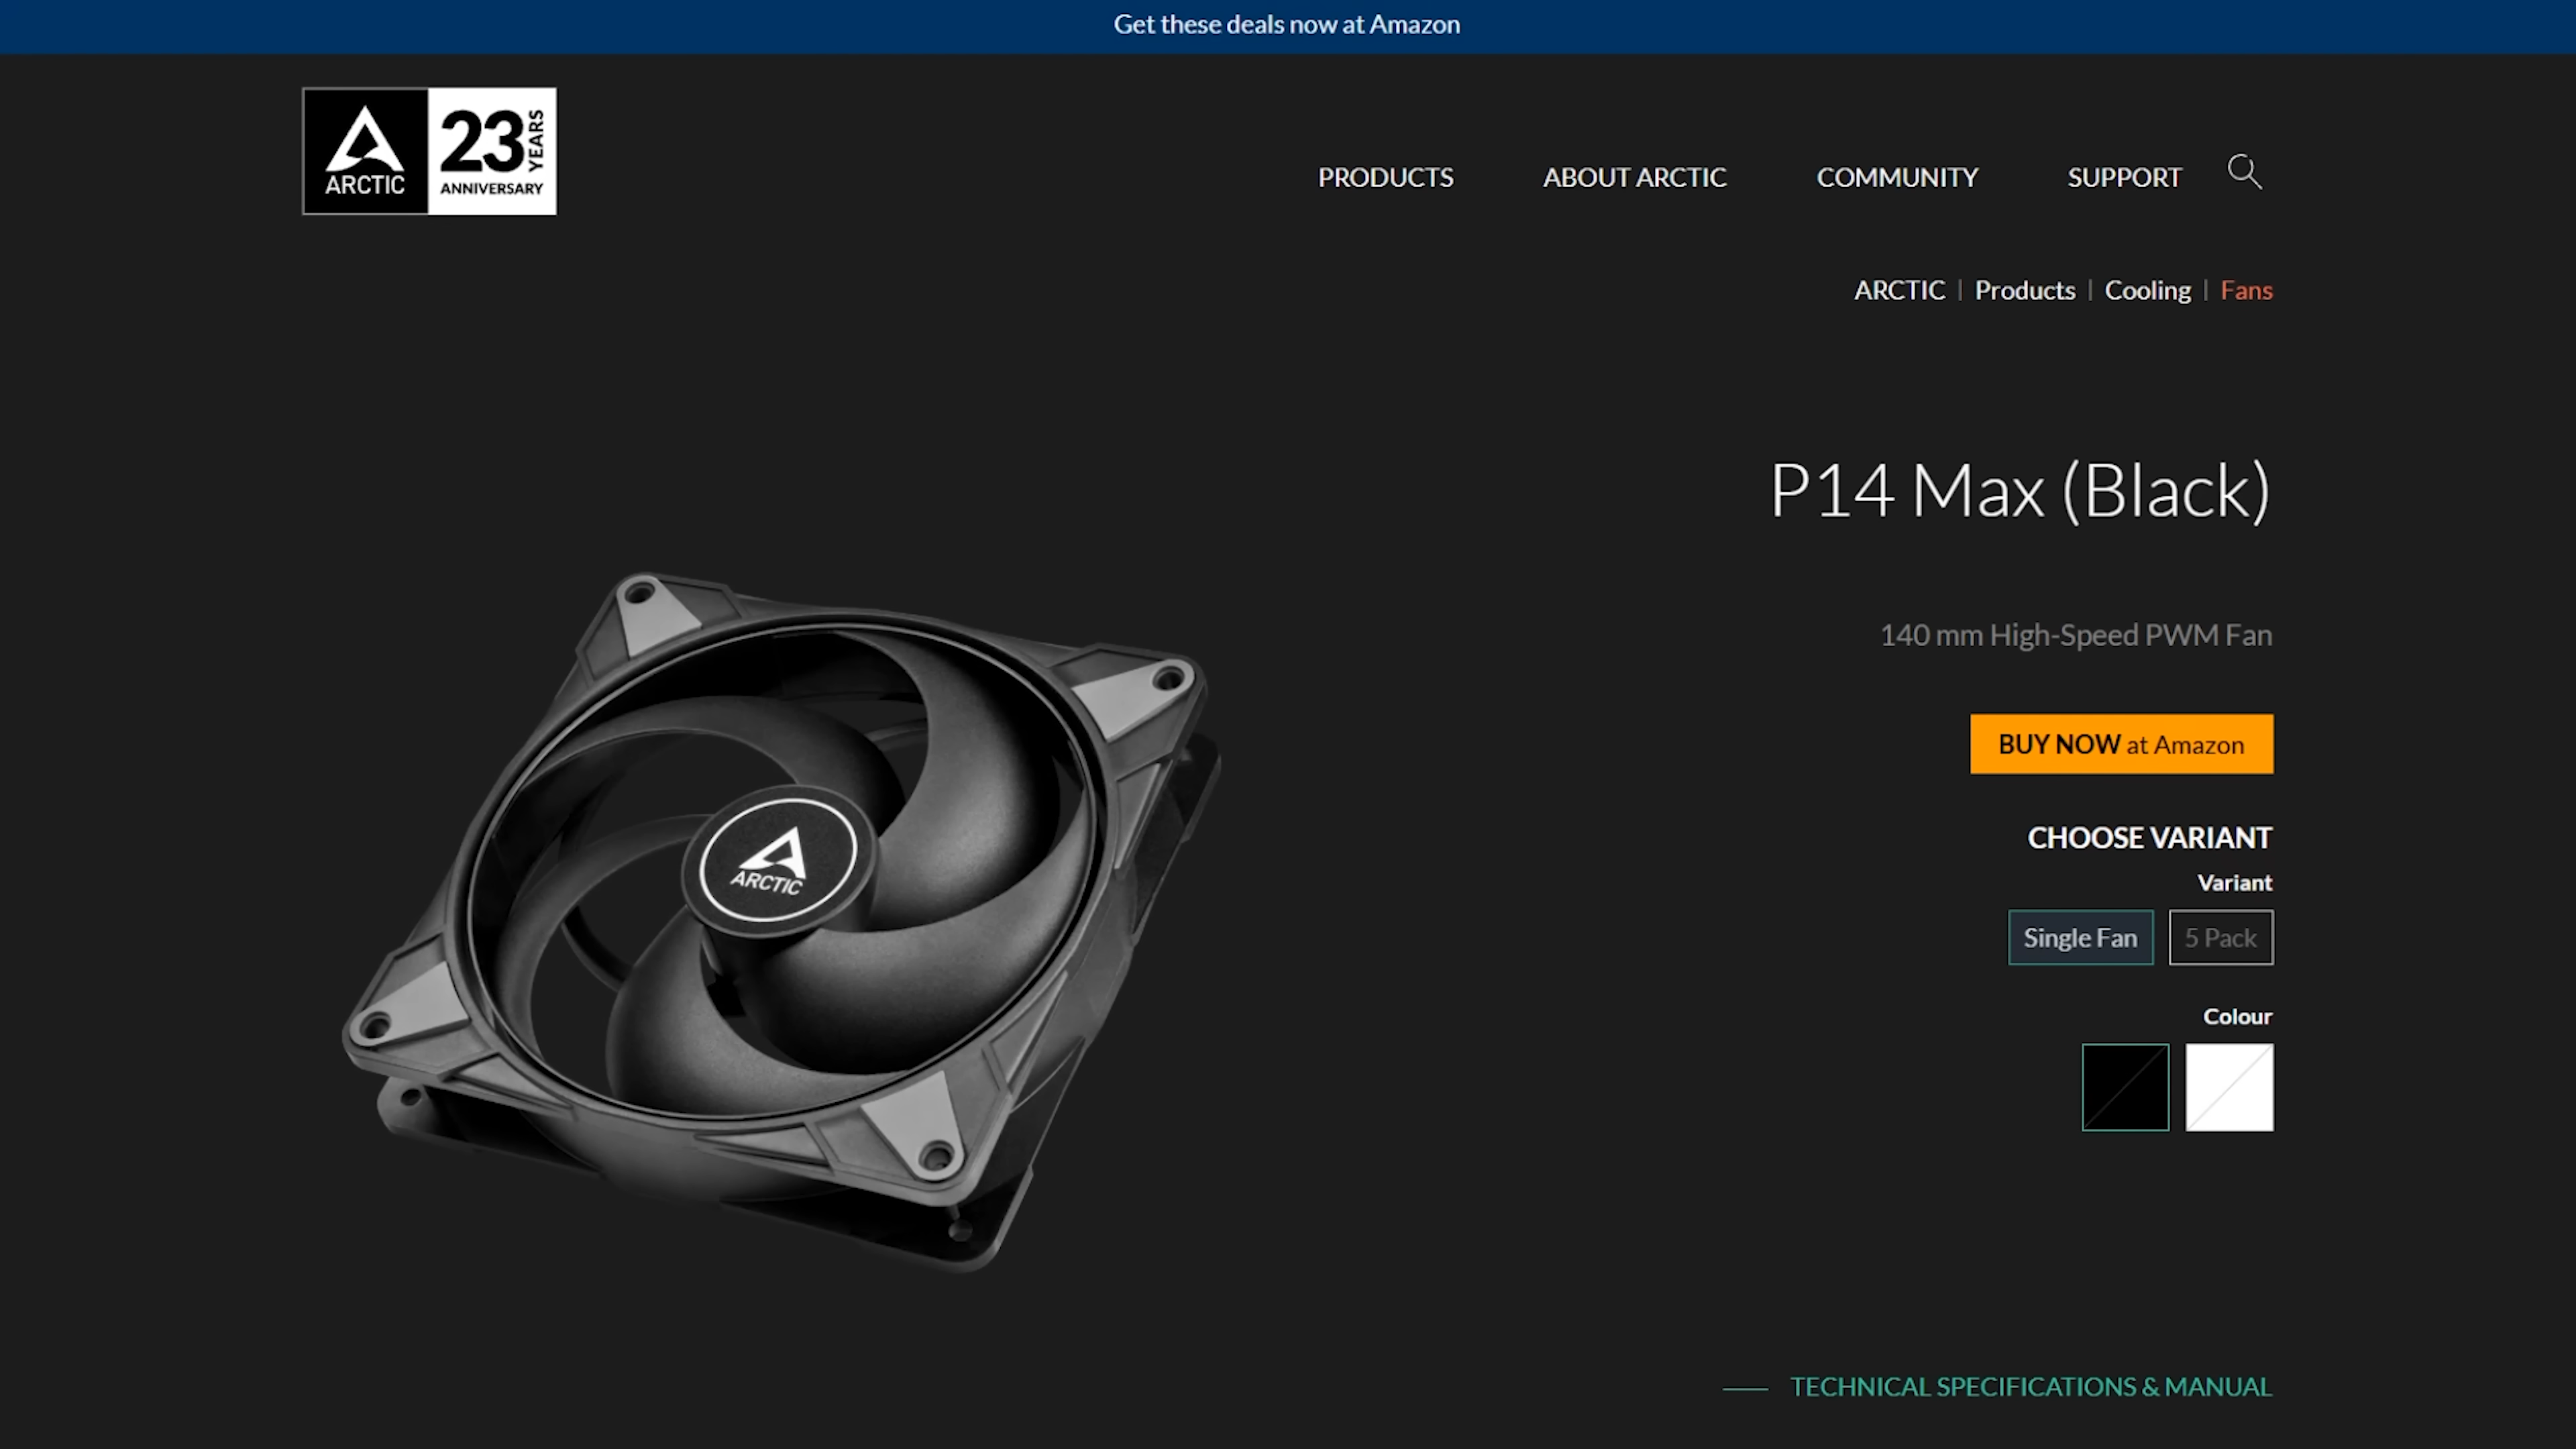 Get these deals now at Amazon
ARCTIC
23 YEARS
ANNIVERSARY
PRODUCTS ABOUT ARCTIC COMMUNITY SUPPORT
ARCTIC | Products | Cooling | Fans
P14 Max (Black)
140 mm High-Speed PWM Fan
BUY NOW at Amazon
CHOOSE VARIANT
Variant
Single Fan 5 Pack
Colour
ARCTIC
TECHNICAL SPECIFICATIONS & MANUAL